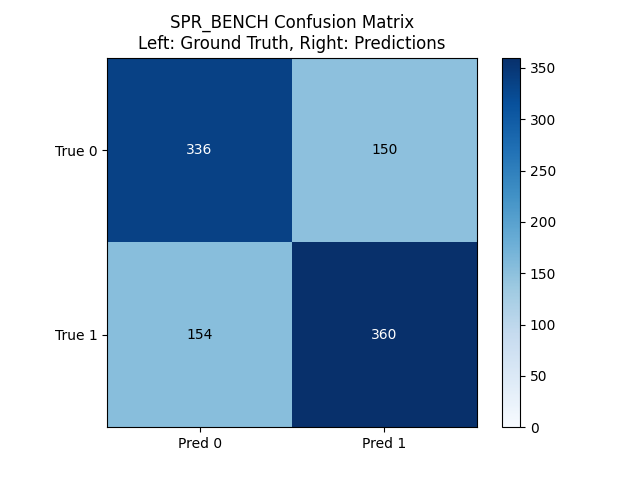 SPR_BENCH Confusion Matrix
Left: Ground Truth, Right: Predictions
True 0
336
150
True 1
154
360
Pred 0
Pred 1
350
300
250
200
150
100
50
0